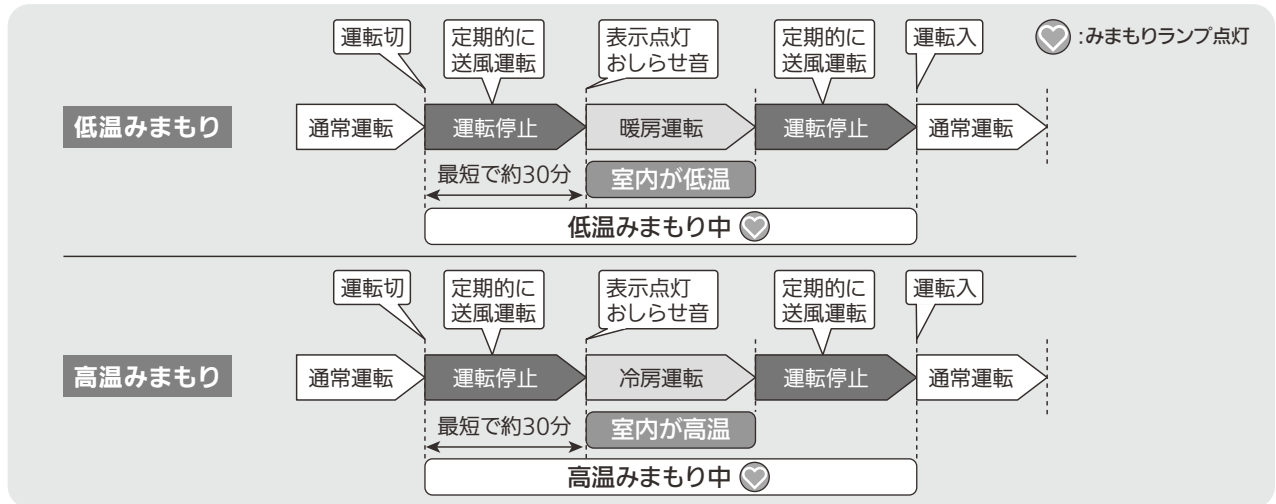 運転切
定期的に
送風運転
表示点灯
おしらせ音
定期的に
送風運転
運転入
:みまもりランプ点灯
低温みまもり
通常運転
運転停止
暖房運転
運転停止
通常運転
最短で約30分
室内が低温
低温みまもり中
運転切
定期的に
送風運転
表示点灯
おしらせ音
定期的に
送風運転
運転入
高温みまもり
通常運転
運転停止
冷房運転
運転停止
通常運転
最短で約30分
室内が高温
高温みまもり中